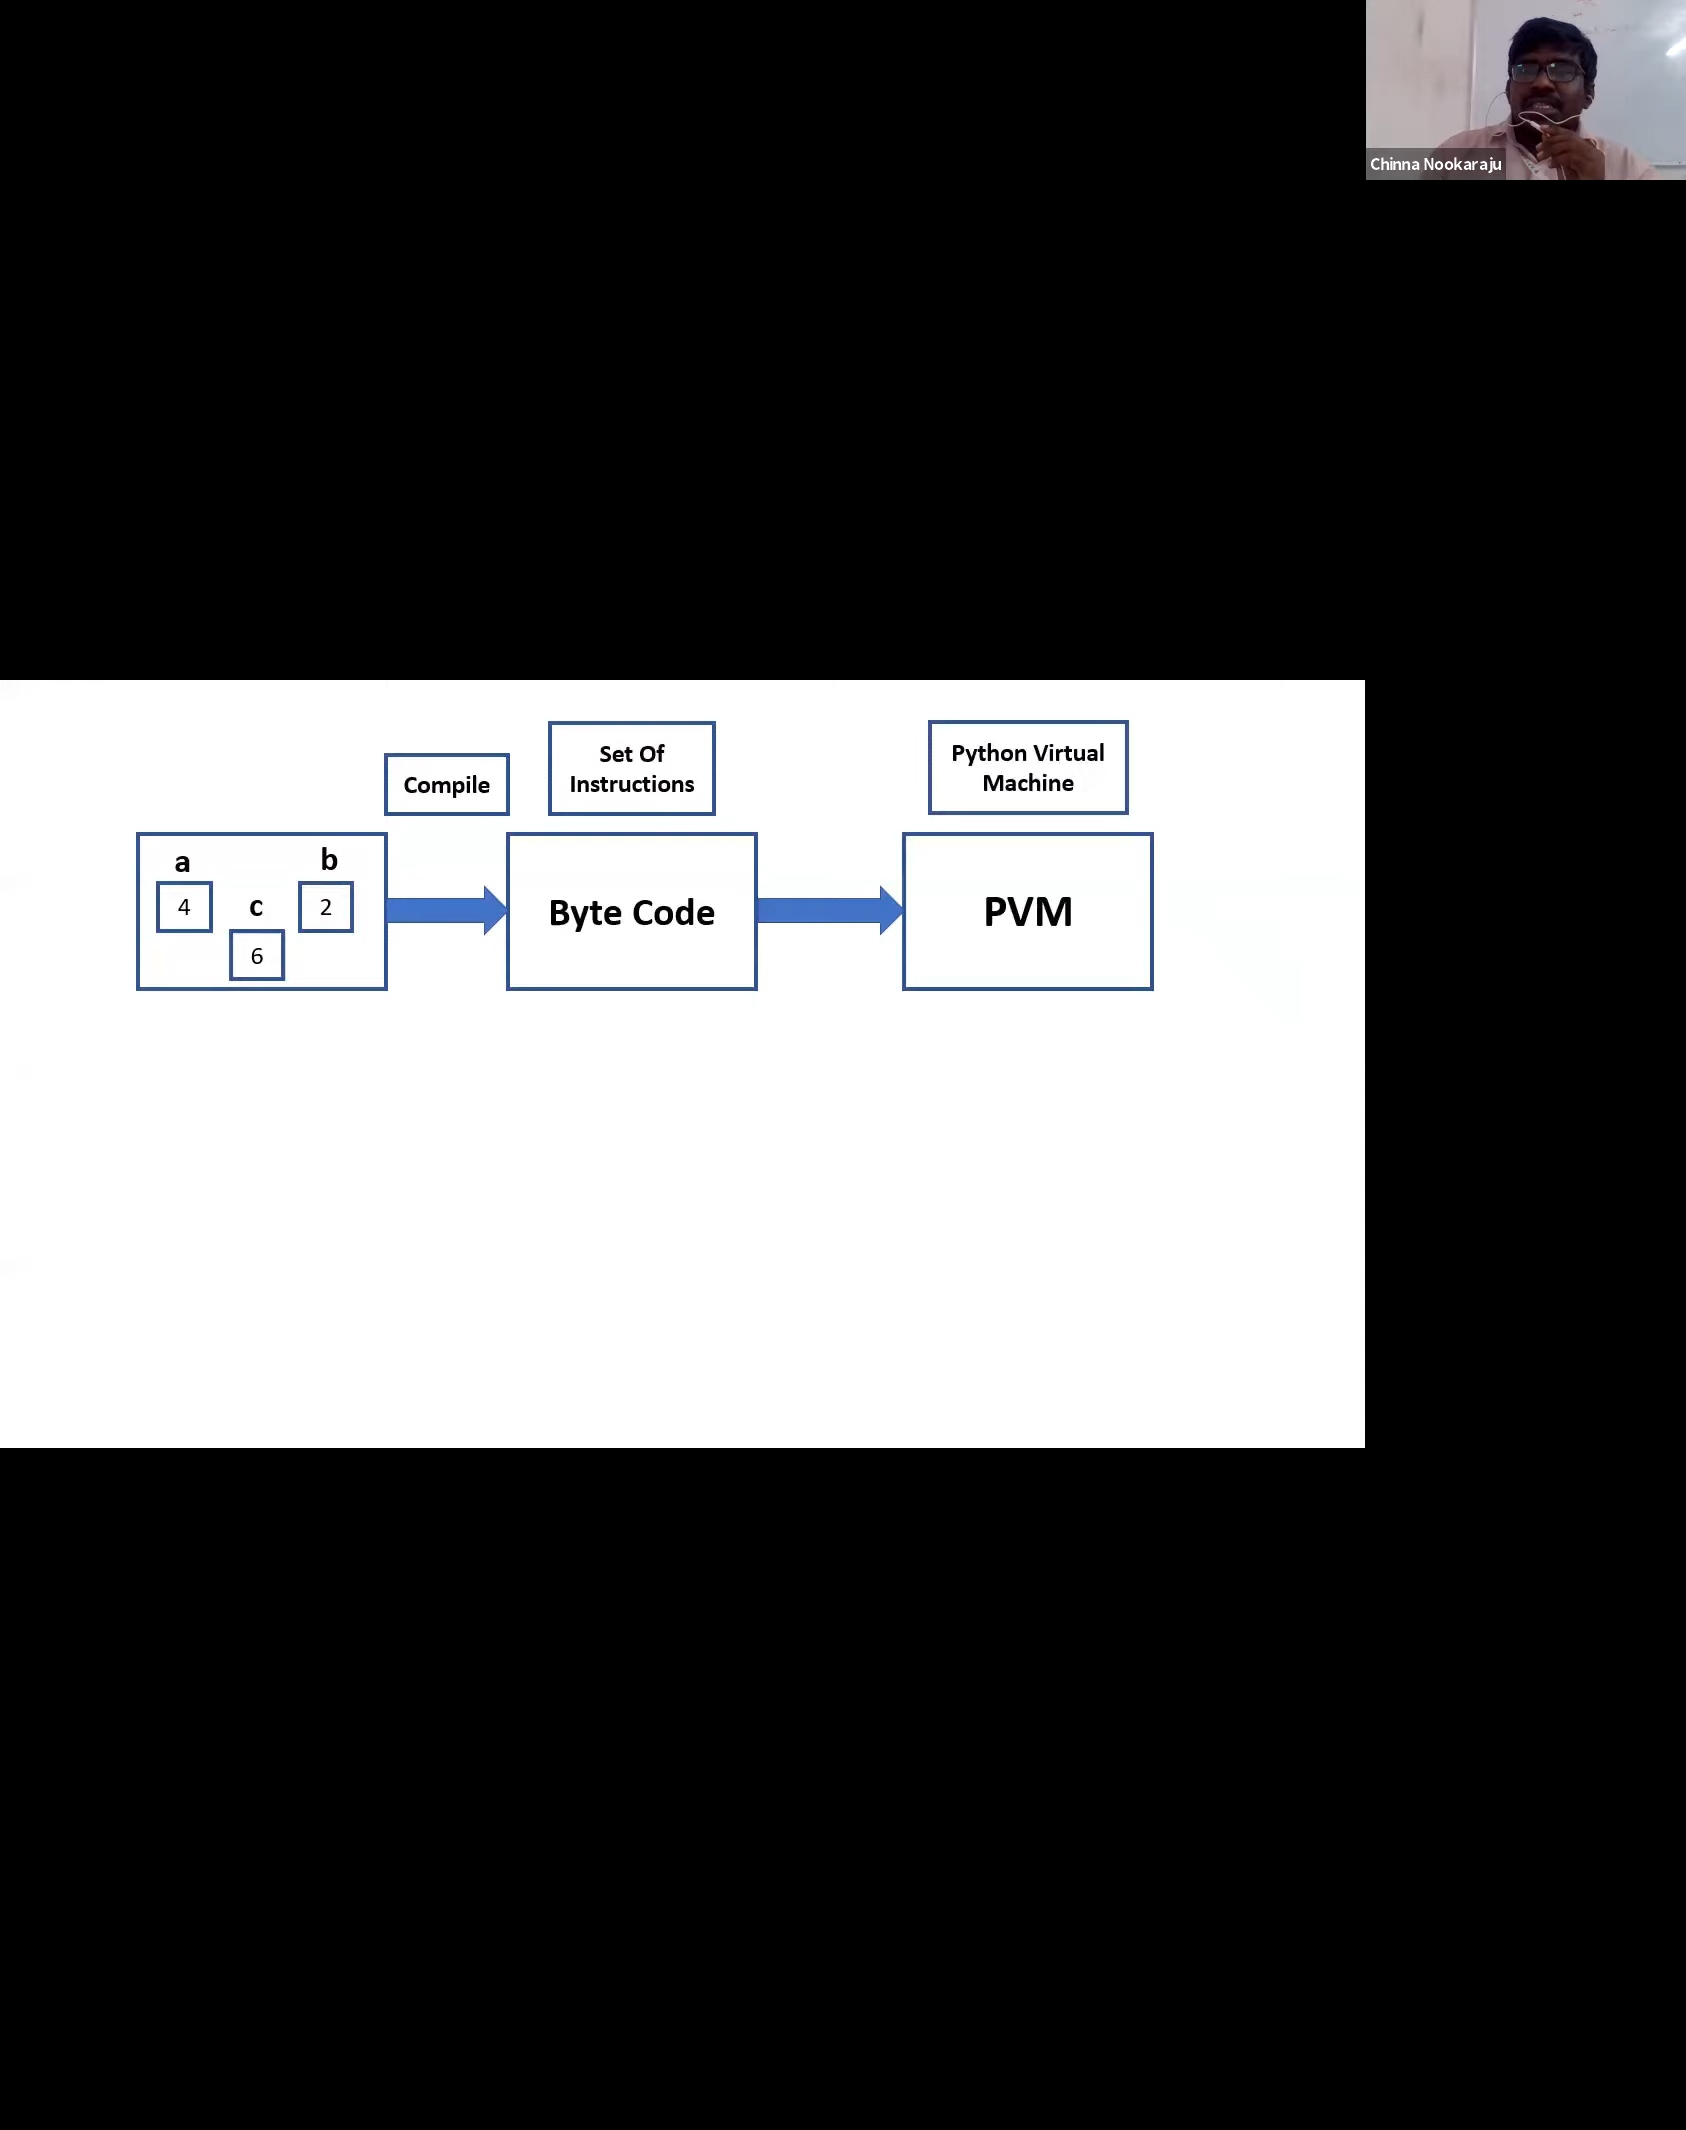 Chinna Nookaraju
Compile
Set Of
Instructions
Python Virtual
Machine
a
b
c
4
2
6
Byte Code
PVM